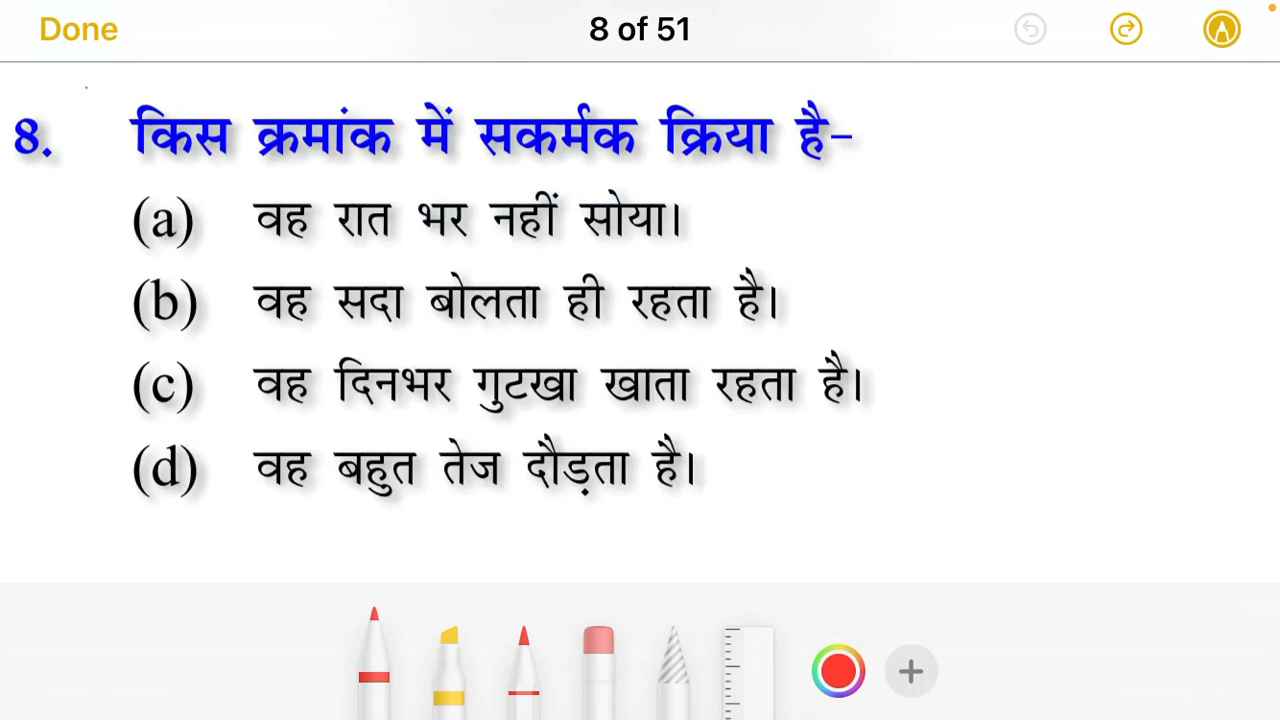 Done
8 of 51
8. किस क्रमांक में सकर्मक क्रिया है-
(a) वह रात भर नहीं सोया।
(b) वह सदा बोलता ही रहता है।
(c) वह दिनभर गुटखा खाता रहता है।
(d) वह बहुत तेज दौड़ता है।